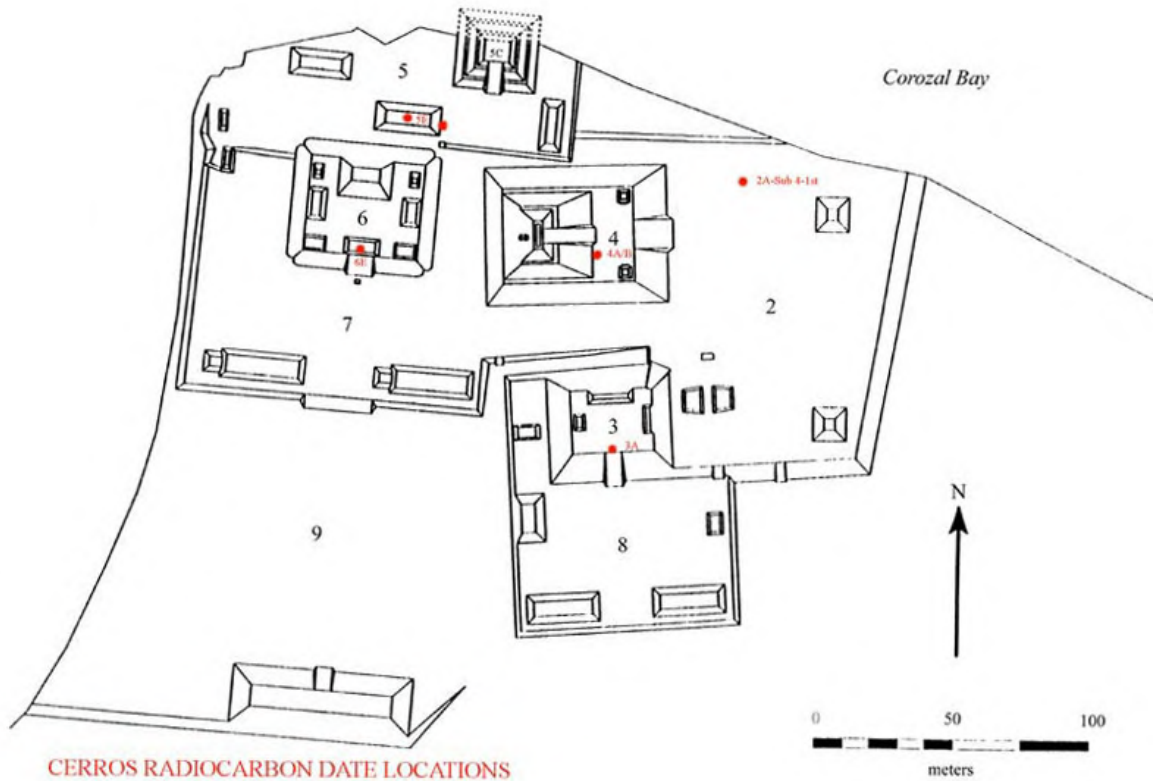 5C
5
Corozal Bay
5B
2A-Sub 4-1st
6
4
4A/B
6E
2
7
3
3A
N
9
8
0 50 100
meters
CERROS RADIOCARBON DATE LOCATIONS